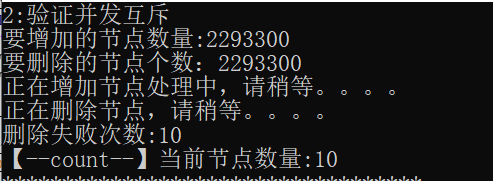 2:验证并发互斥
要增加的节点数量:2293300
要删除的节点个数：2293300
正在增加节点处理中，请稍等。。。。
正在删除节点，请稍等。。。。
删除失败次数:10
【--count--】当前节点数量:10